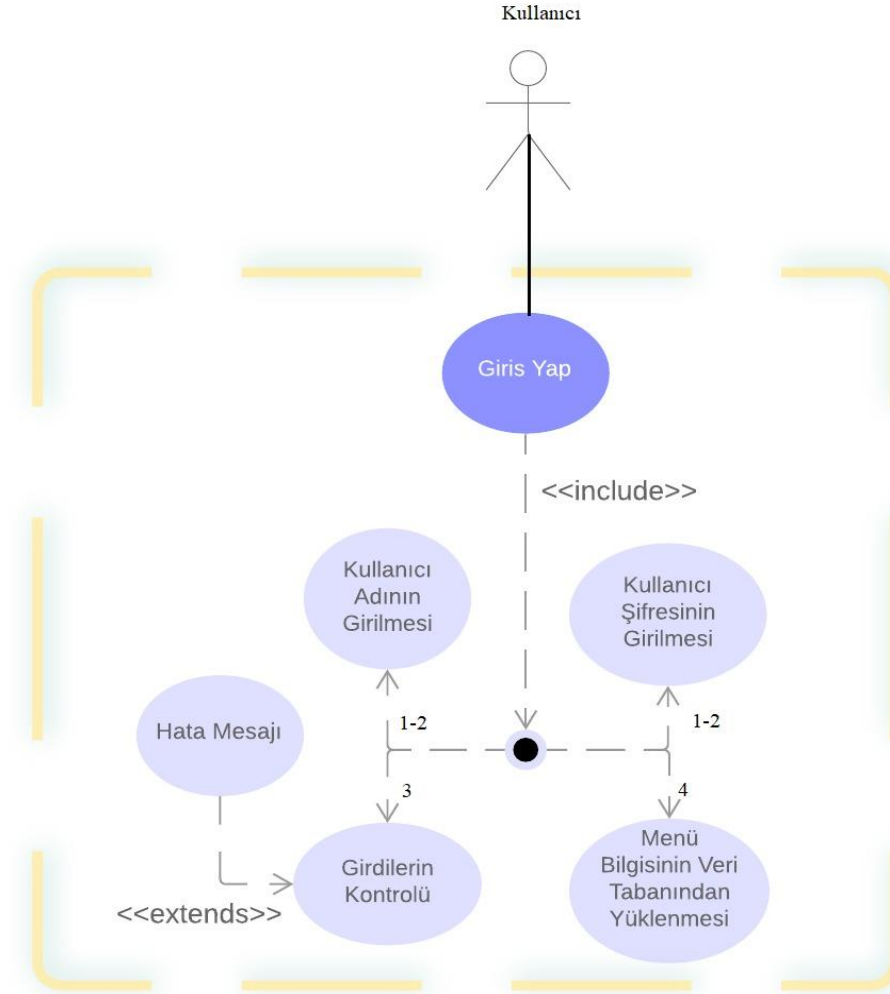 Kullanıcı
Giris Yap
<<include>>
Kullanıcı
Adının
Girilmesi
Kullanıcı
Şifresinin
Girilmesi
1-2
1-2
Hata Mesajı
3
4
Girdilerin
Kontrolü
Menü
Bilgisinin Veri
Tabanından
Yüklenmesi
<<extends>>